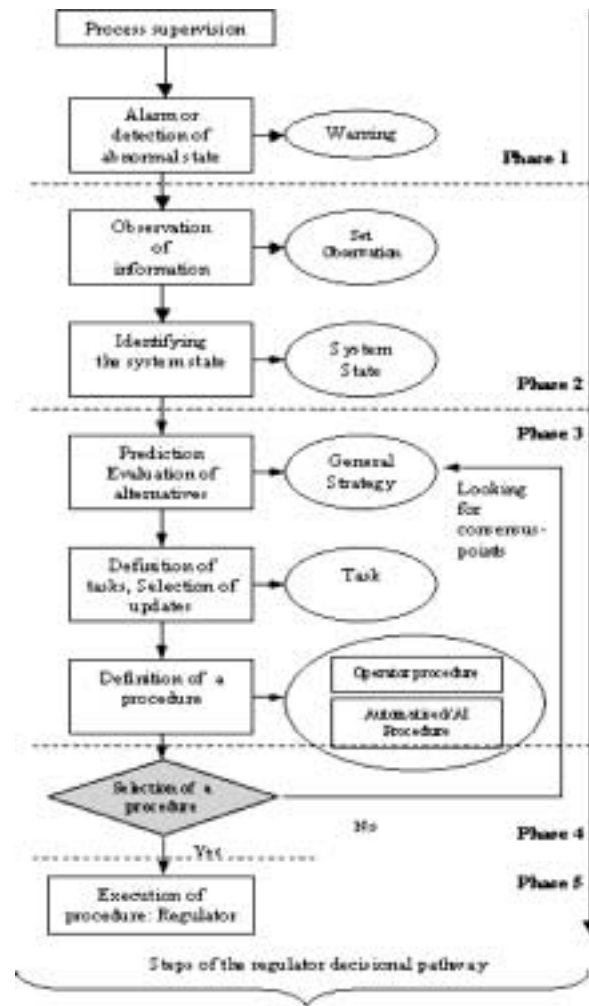 Process supervision
Alarm or
detection of
abnormal state
Warning
Phase 1
Observation
of
information
Set
Observation
Identifying
the system state
System
State
Phase 2
Phase 3
Prediction
Evaluation of
alternatives
General
Strategy
Looking
for
consensus-
points
Definition of
tasks, Selection of
updates
Task
Definition of a
procedure
Operator procedure
Automatised/AI
Procedure
Selection of a
procedure
No
Phase 4
Yes
Phase 5
Execution of
procedure: Regulator
Steps of the regulator decisional pathway